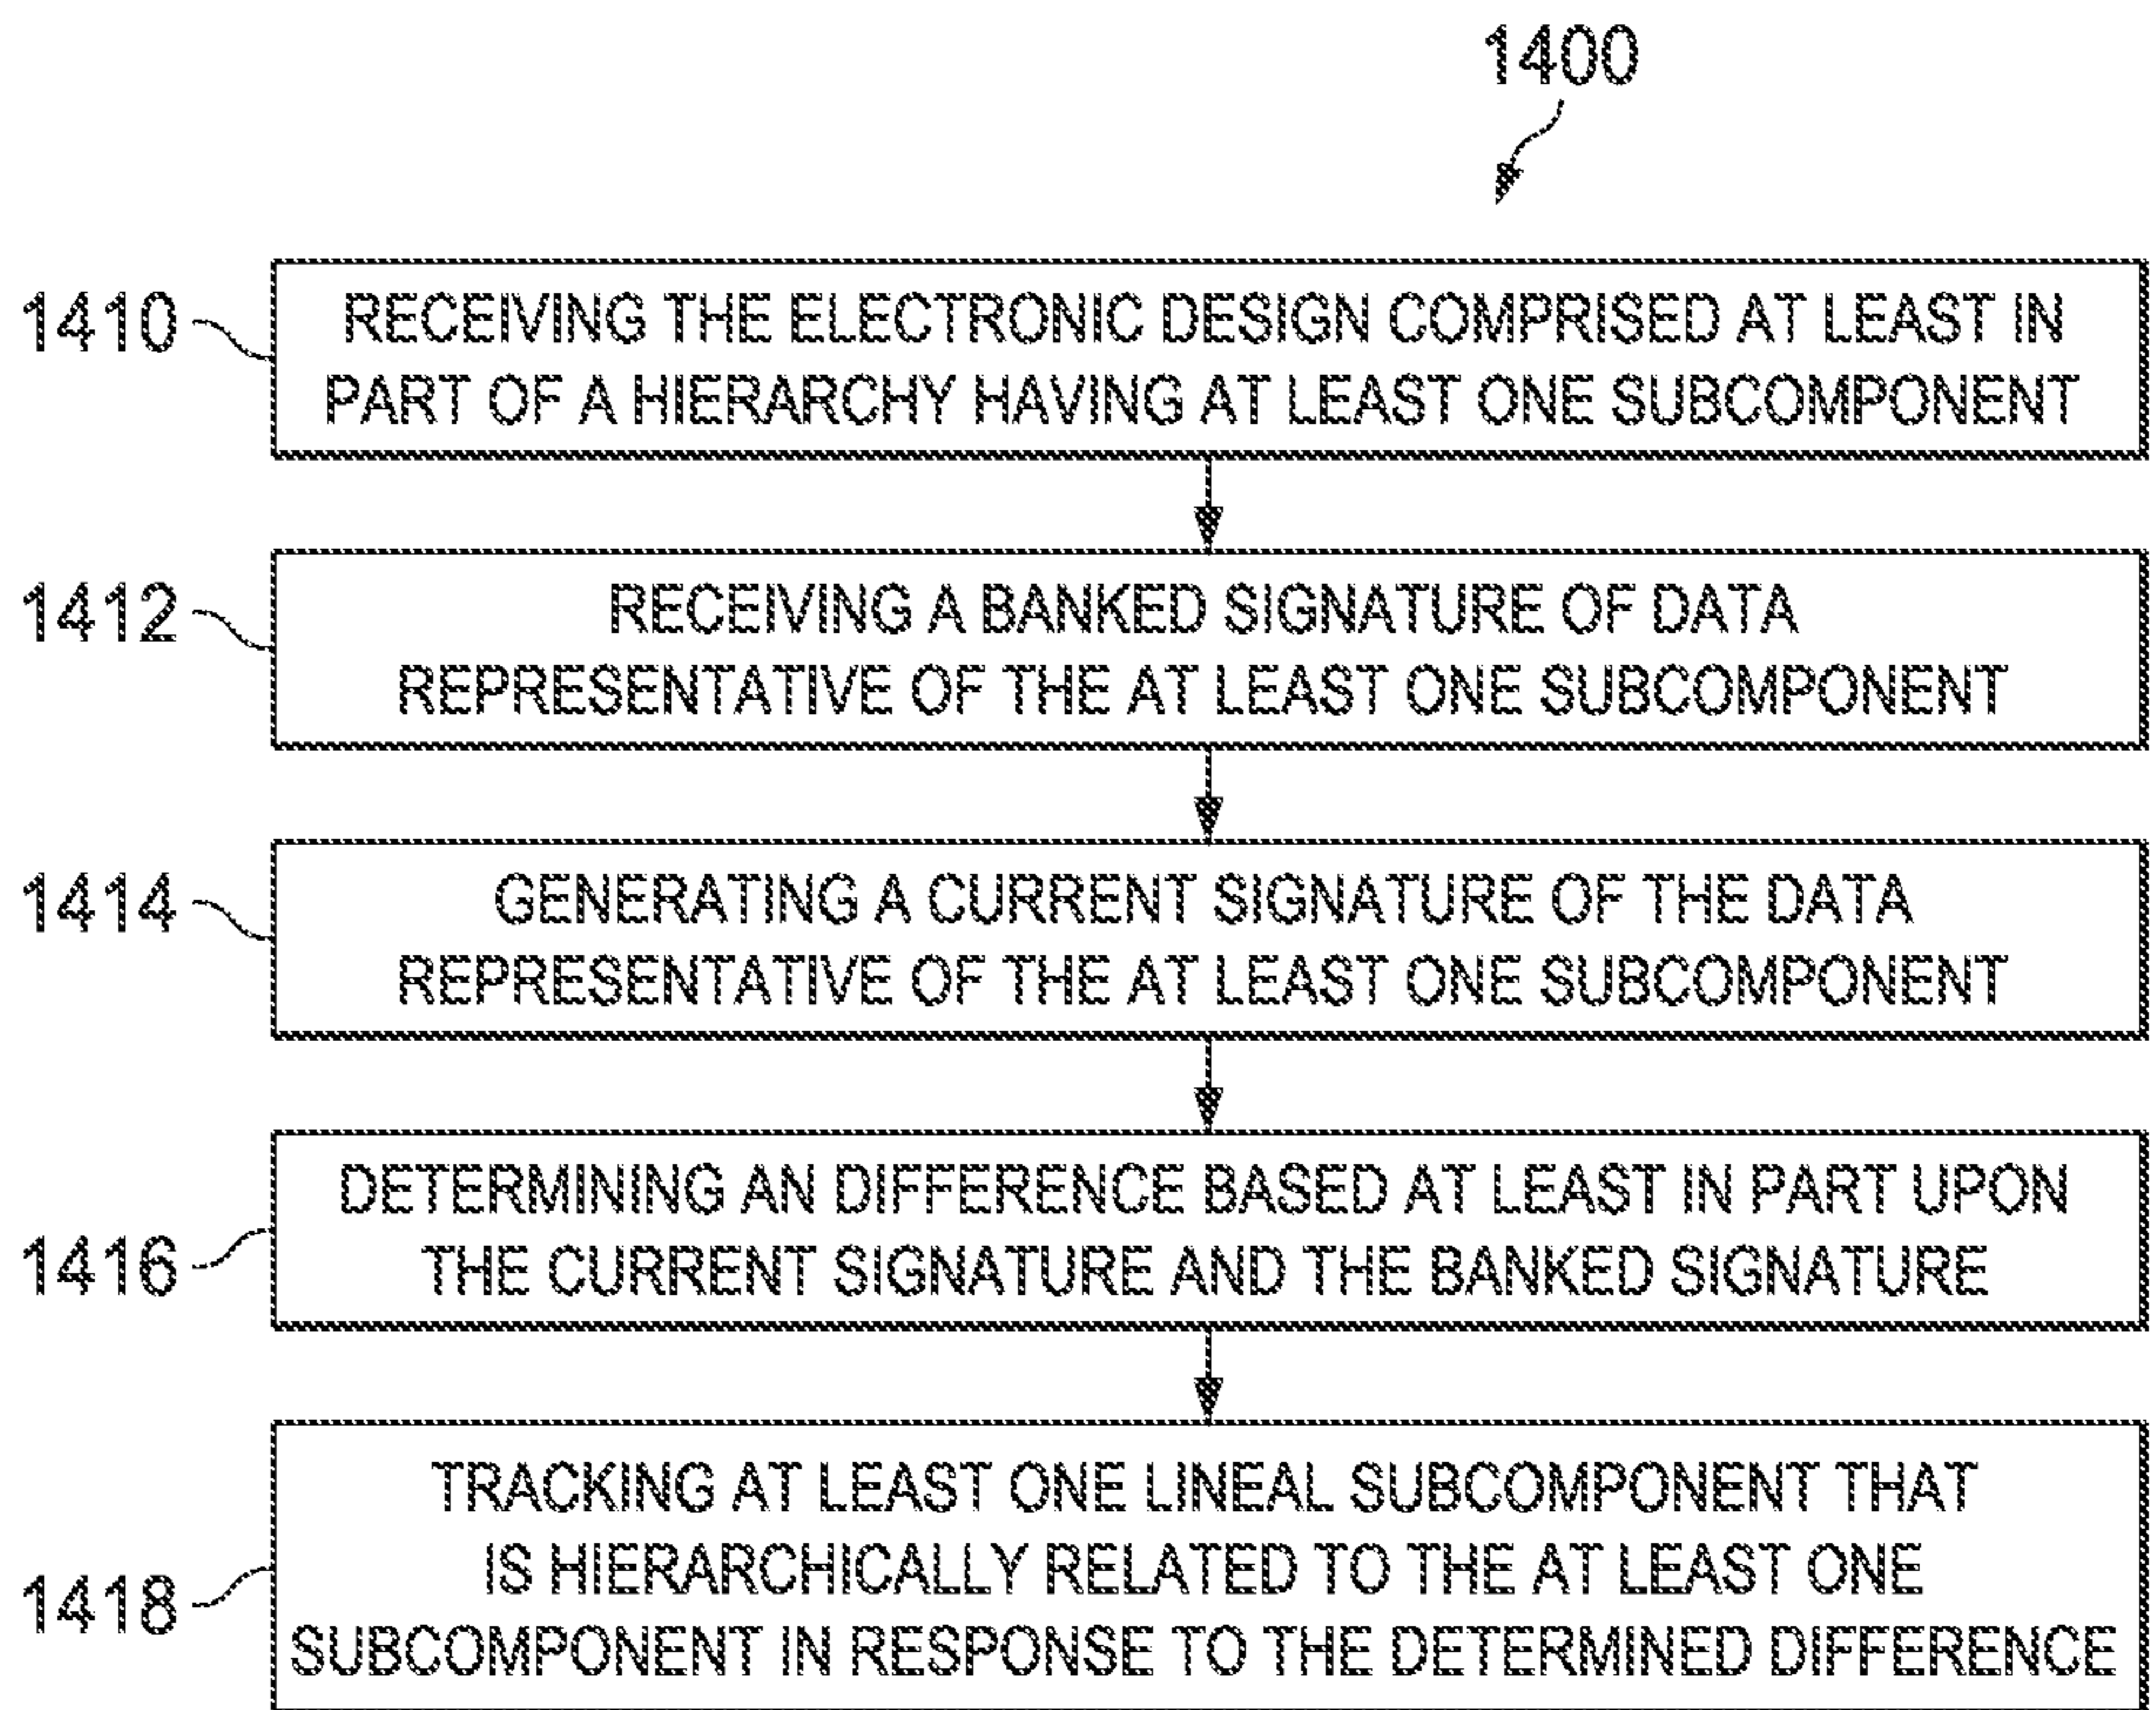 1400
1410
RECEIVING THE ELECTRONIC DESIGN COMPRISED AT LEAST IN
PART OF A HIERARCHY HAVING AT LEAST ONE SUBCOMPONENT
1412
RECEIVING A BANKED SIGNATURE OF DATA
REPRESENTATIVE OF THE AT LEAST ONE SUBCOMPONENT
1414
GENERATING A CURRENT SIGNATURE OF THE DATA
REPRESENTATIVE OF THE AT LEAST ONE SUBCOMPONENT
1416
DETERMINING AN DIFFERENCE BASED AT LEAST IN PART UPON
THE CURRENT SIGNATURE AND THE BANKED SIGNATURE
1418
TRACKING AT LEAST ONE LINEAL SUBCOMPONENT THAT
IS HIERARCHICALLY RELATED TO THE AT LEAST ONE
SUBCOMPONENT IN RESPONSE TO THE DETERMINED DIFFERENCE